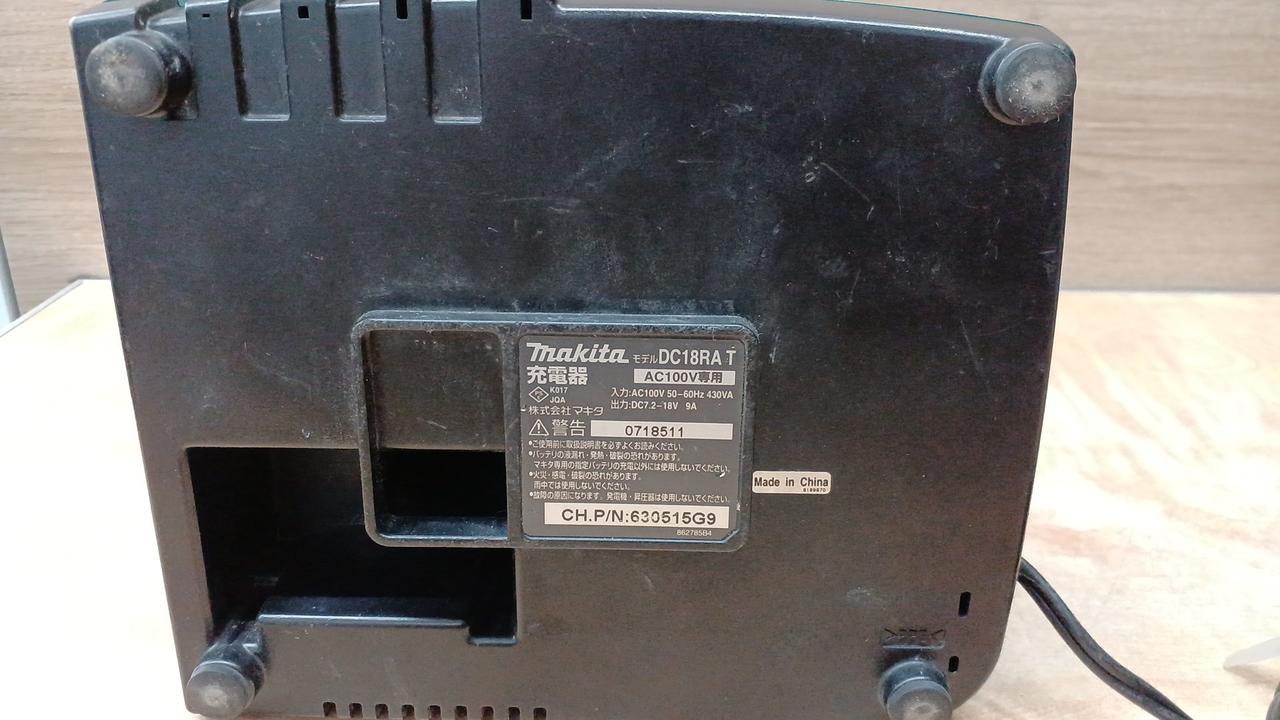 makita モデル DC18RA T
充電器 AC100V専用
PS
K017
JQA
入力:AC100V 50-60Hz 430VA
出力:DC7.2-18V 9A
株式会社マキタ
警告 0718511
•ご使用前に取扱説明書を必ずよくお読みください。
•バッテリの液漏れ・発熱・破裂の恐れがあります。
マキタ専用の指定バッテリの充電以外には使用しないでください。
•火災・感電・破裂の恐れがあります。
雨中では使用しないでください。
•故障の原因になります。発電機・昇圧器は使用しないでください。
CH.P/N:630515G9
862785B4
Made in China